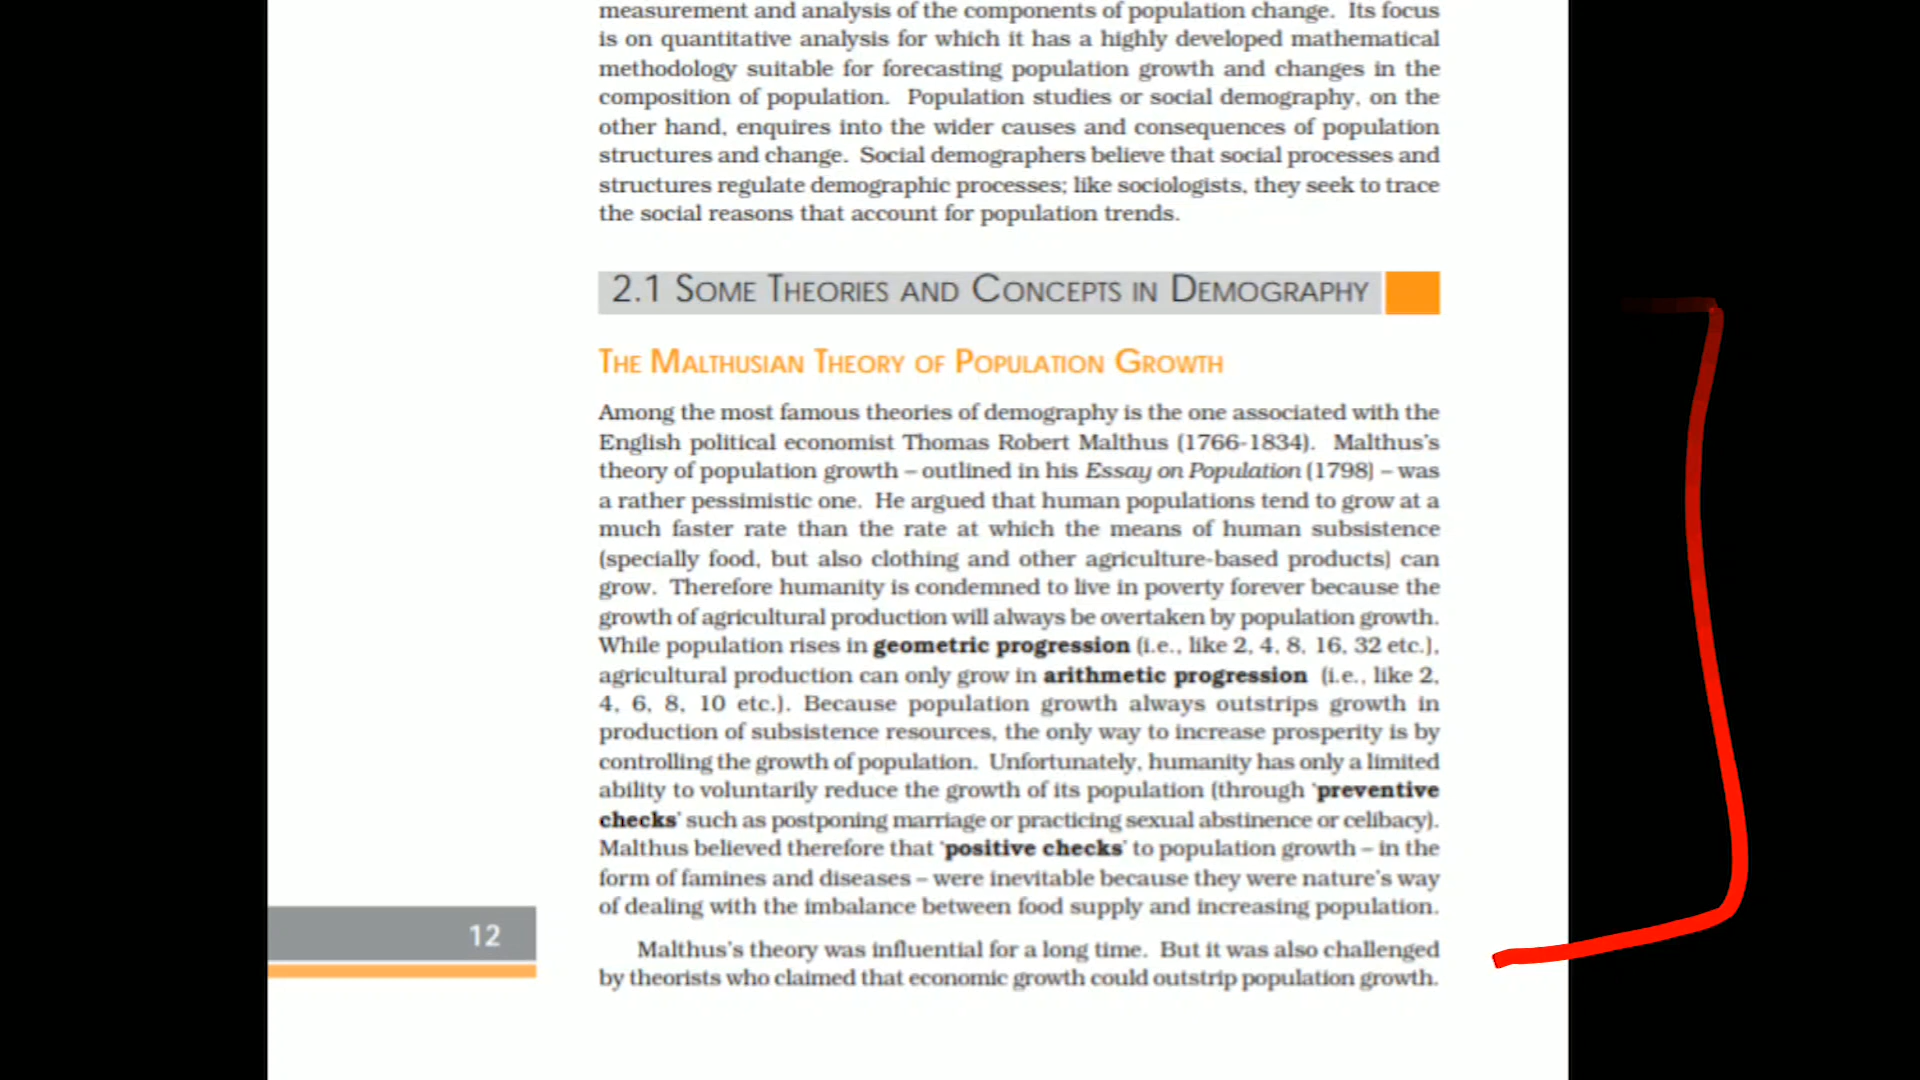 measurement and analysis of the components of population change. Its focus
is on quantitative analysis for which it has a highly developed mathematical
methodology suitable for forecasting population growth and changes in the
composition of population. Population studies or social demography, on the
other hand, enquires into the wider causes and consequences of population
structures and change. Social demographers believe that social processes and
structures regulate demographic processes; like sociologists, they seek to trace
the social reasons that account for population trends.
2.1 Some Theories and Concepts in Demography
The Malthusian Theory of Population Growth
Among the most famous theories of demography is the one associated with the
English political economist Thomas Robert Malthus (1766-1834). Malthus's
theory of population growth – outlined in his Essay on Population (1798) – was
a rather pessimistic one. He argued that human populations tend to grow at a
much faster rate than the rate at which the means of human subsistence
(specially food, but also clothing and other agriculture-based products) can
grow. Therefore humanity is condemned to live in poverty forever because the
growth of agricultural production will always be overtaken by population growth.
While population rises in geometric progression (i.e., like 2, 4, 8, 16, 32 etc.),
agricultural production can only grow in arithmetic progression (i.e., like 2,
4, 6, 8, 10 etc.). Because population growth always outstrips growth in
production of subsistence resources, the only way to increase prosperity is by
controlling the growth of population. Unfortunately, humanity has only a limited
ability to voluntarily reduce the growth of its population (through 'preventive
checks' such as postponing marriage or practicing sexual abstinence or celibacy).
Malthus believed therefore that 'positive checks' to population growth – in the
form of famines and diseases – were inevitable because they were nature's way
of dealing with the imbalance between food supply and increasing population.
Malthus's theory was influential for a long time. But it was also challenged
by theorists who claimed that economic growth could outstrip population growth.
12